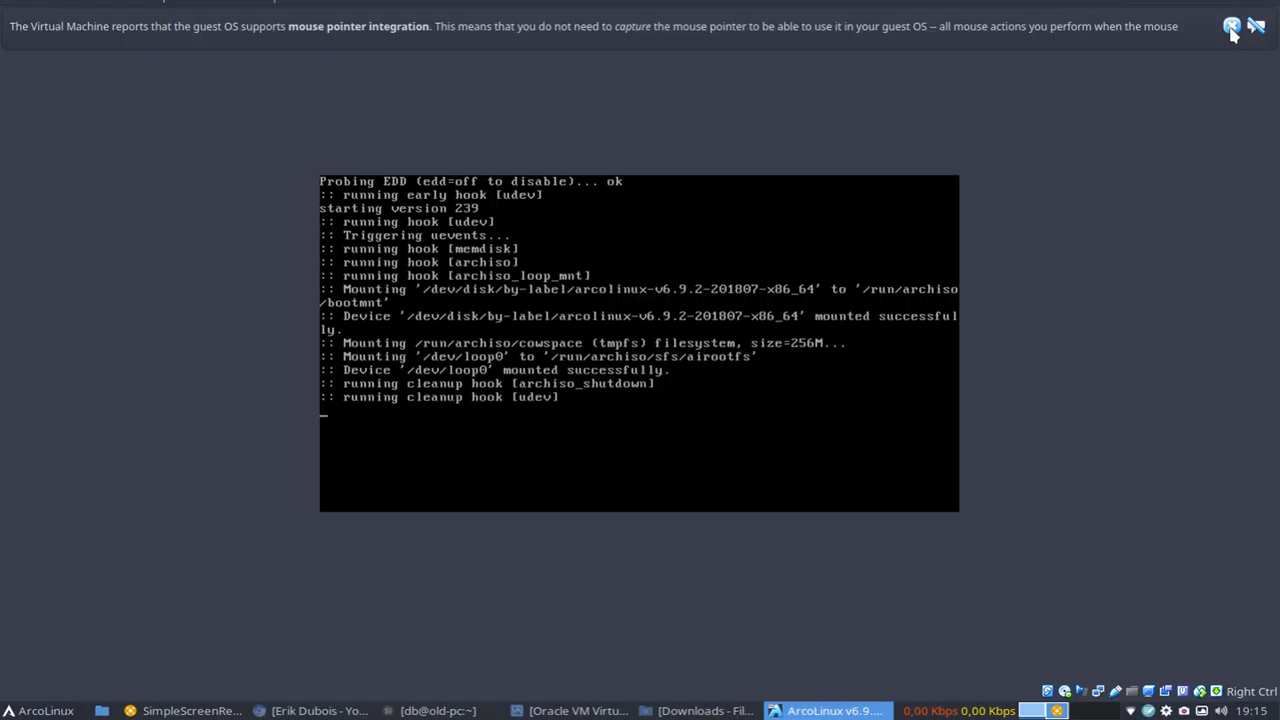 The Virtual Machine reports that the guest OS supports mouse pointer integration. This means that you do not need to capture the mouse pointer to be able to use it in your guest OS -- all mouse actions you perform when the mouse
Probing EDD (edd=off to disable)... ok
:: running early hook [udev]
starting version 239
:: running hook [udev]
:: Triggering uevents...
:: running hook [memdisk]
:: running hook [archiso]
:: running hook [archiso_loop_mnt]
:: Mounting '/dev/disk/by-label/arcolinux-v6.9.2-201807-x86_64' to '/run/archiso
/bootmnt'
:: Device '/dev/disk/by-label/arcolinux-v6.9.2-201807-x86_64' mounted successful
ly.
:: Mounting /run/archiso/cowspace (tmpfs) filesystem, size=256M...
:: Mounting '/dev/loop0' to '/run/archiso/sfs/airootfs'
:: Device '/dev/loop0' mounted successfully.
:: running cleanup hook [archiso_shutdown]
:: running cleanup hook [udev]
_
Right Ctrl
ArcoLinux SimpleScreenRe... [Erik Dubois - Yo... [db@old-pc:~] [Oracle VM Virtu... [Downloads - Fil... ArcoLinux v6.9.... 0,00 Kbps 0,00 Kbps 19:15